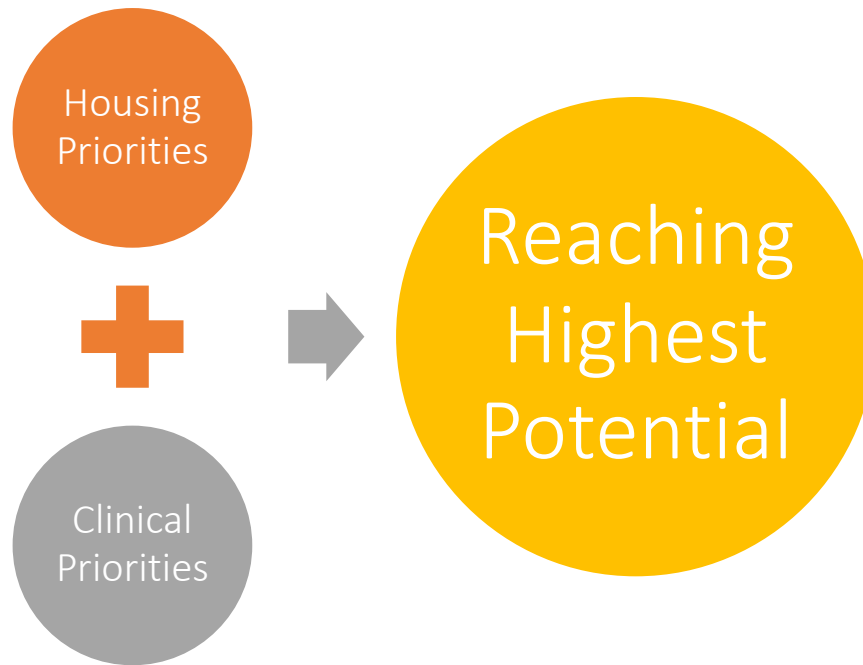 Housing
Priorities
Clinical
Priorities
Reaching
Highest
Potential